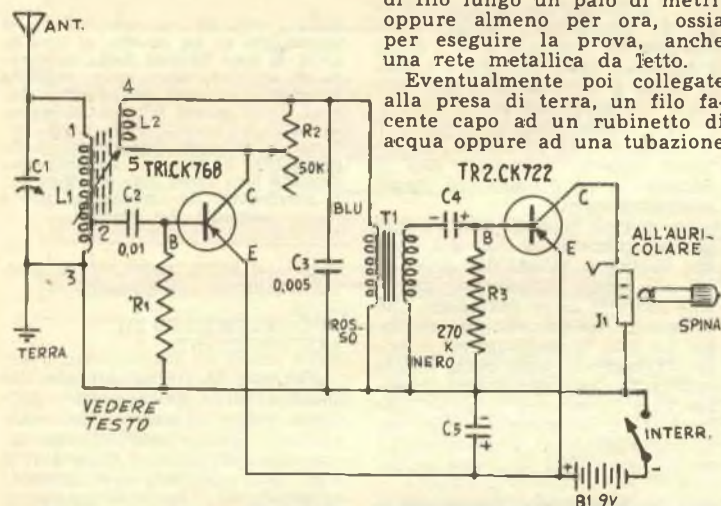 di filo lungo un paio di metri
oppure almeno per ora, ossia
per eseguire la prova, anche
una rete metallica da letto.
Eventualmente poi collegate
alla presa di terra, un filo fa-
cente capo ad un rubinetto di
acqua oppure ad una tubazione
ANT.
1
C1
L1
2
3
TERRA
4
L2
5
TR1.CK768
C2
0,01
B
C
E
R1
VEDERE
TESTO
R2
50K
C3
0,005
BLU
T1
ROS-
SO
NERO
C4
- +
TR2.CK722
B
C
E
R3
270
K
C5
-
+
ALL'AURI-
COLARE
J1
SPINA
INTERR.
+
-
B1 9V